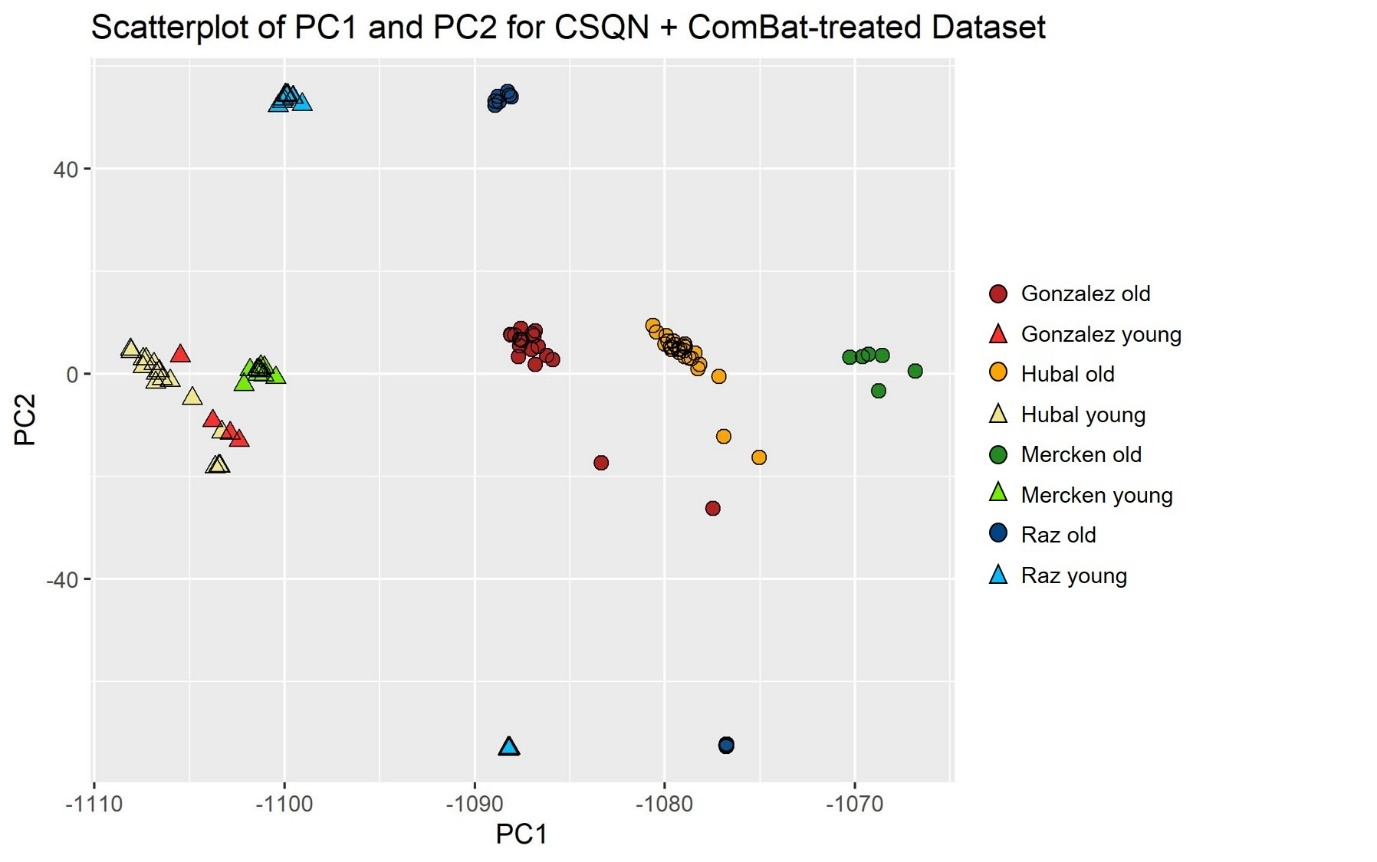 Scatterplot of PC1 and PC2 for CSQN + ComBat-treated Dataset
40
0
-40
PC2
-1110
-1100
-1090
-1080
-1070
PC1
Gonzalez old
Gonzalez young
Hubal old
Hubal young
Mercken old
Mercken young
Raz old
Raz young